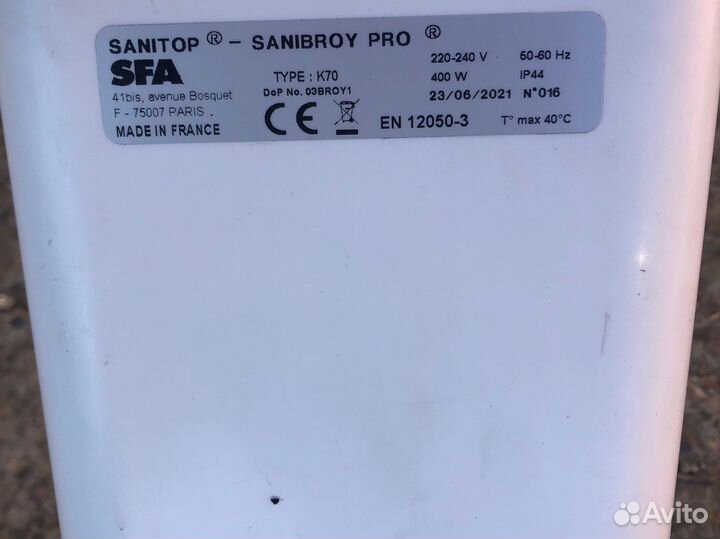 SANITOP ® - SANIBROY PRO ®
SFA
TYPE : K70
220-240 V 50-60 Hz
400 W IP44
41bis, avenue Bosquet
DoP No. 03BROY1
23/06/2021 N°016
F - 75007 PARIS .
MADE IN FRANCE
CE
EN 12050-3
T° max 40°C
Avito